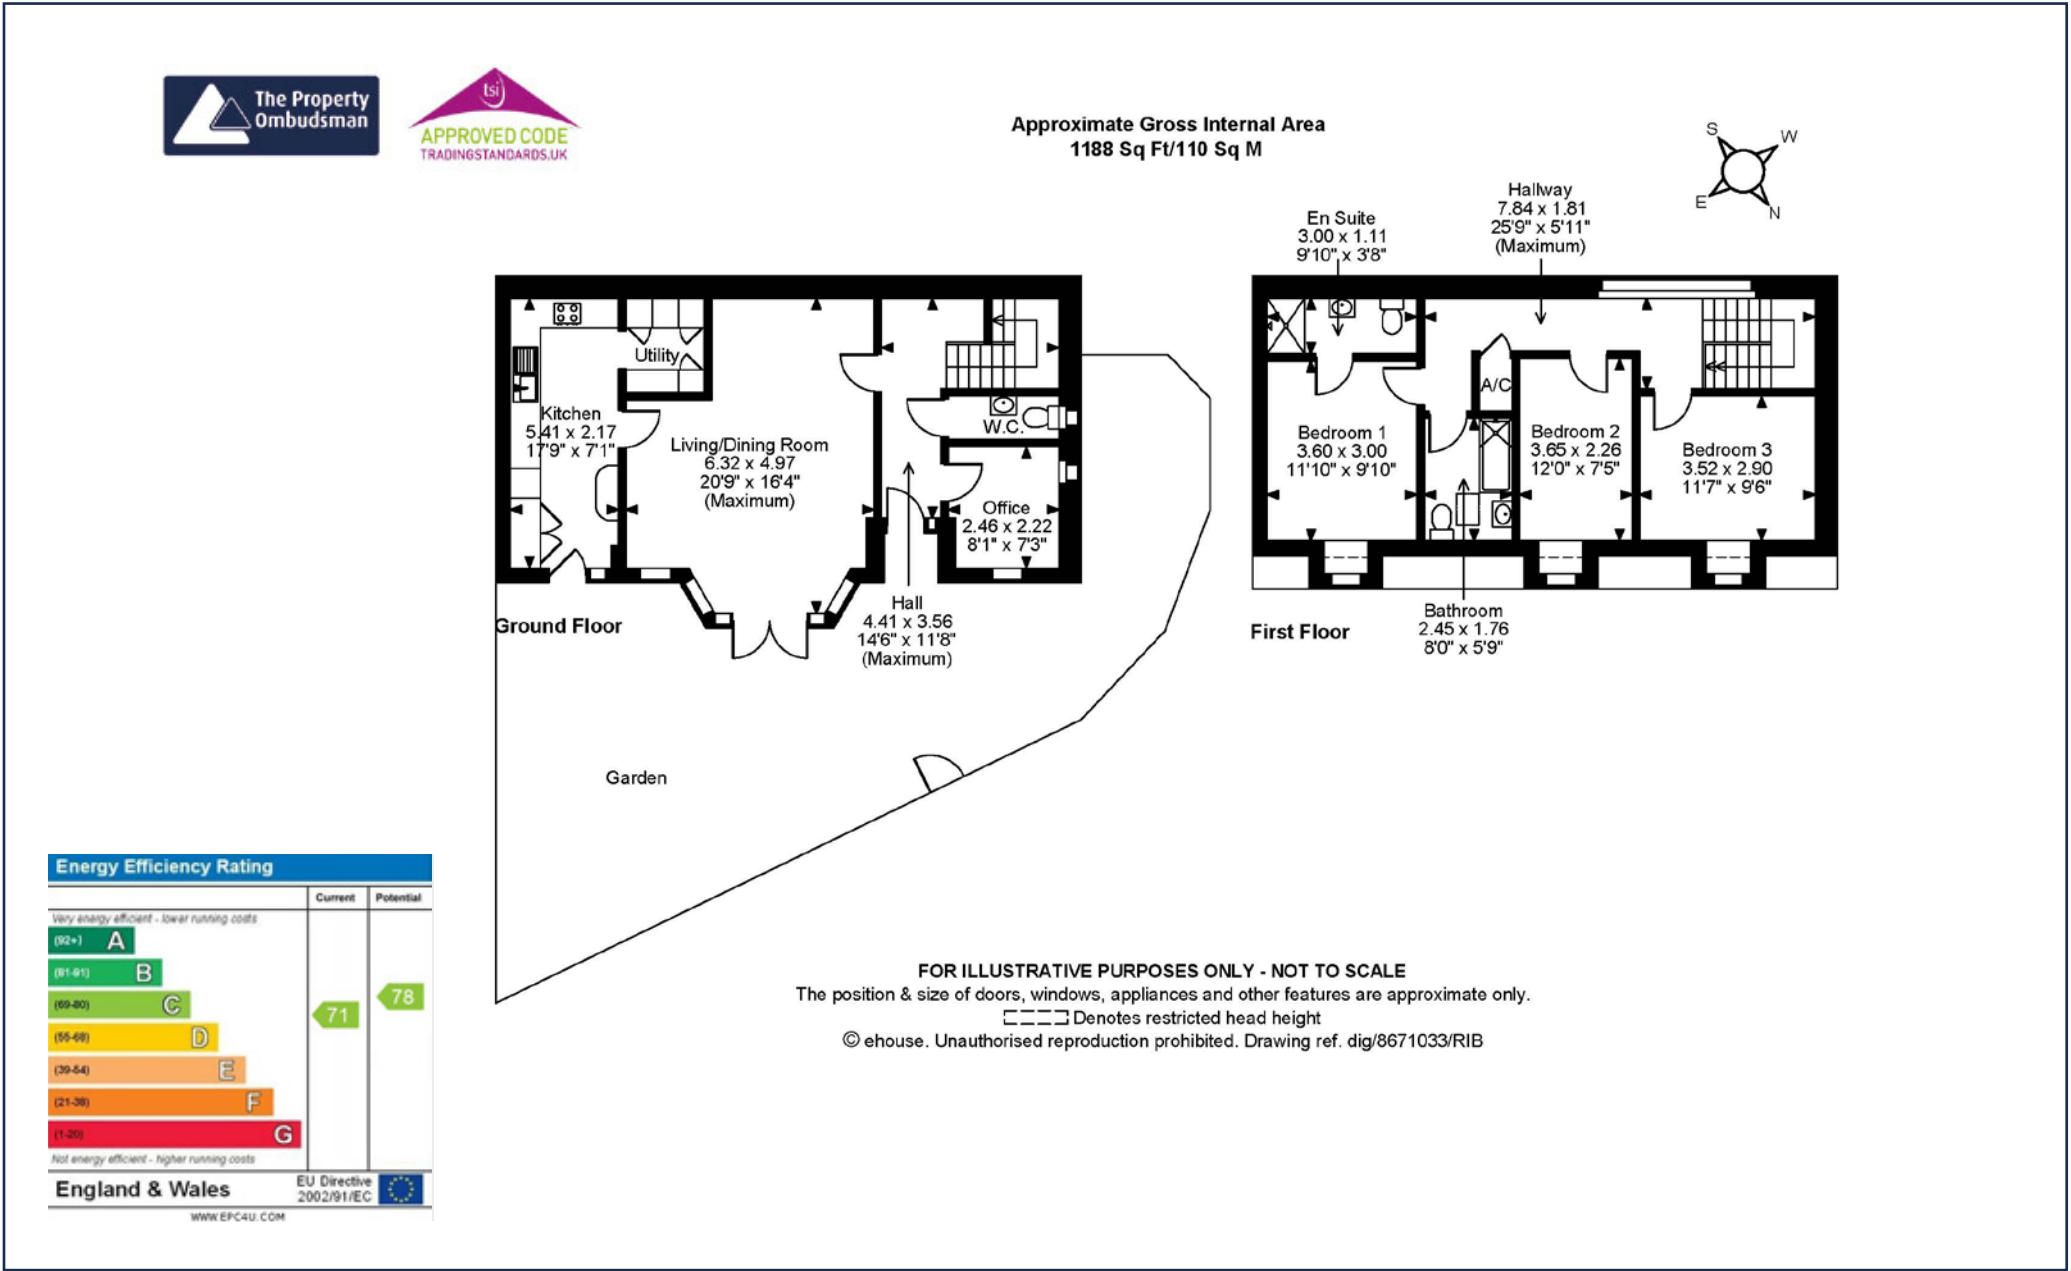 The Property
Ombudsman
tsi
APPROVED CODE
TRADINGSTANDARDS.UK
Approximate Gross Internal Area
1188 Sq Ft/110 Sq M
S
W
E
N
Utility
Kitchen
5.41 x 2.17
17'9" x 7'1"
Living/Dining Room
6.32 x 4.97
20'9" x 16'4"
(Maximum)
W.C.
Office
2.46 x 2.22
8'1" x 7'3"
Hall
4.41 x 3.56
14'6" x 11'8"
(Maximum)
Ground Floor
Garden
En Suite
3.00 x 1.11
9'10" x 3'8"
Hallway
7.84 x 1.81
25'9" x 5'11"
(Maximum)
A/C
Bedroom 1
3.60 x 3.00
11'10" x 9'10"
Bedroom 2
3.65 x 2.26
12'0" x 7'5"
Bedroom 3
3.52 x 2.90
11'7" x 9'6"
Bathroom
2.45 x 1.76
8'0" x 5'9"
First Floor
Energy Efficiency Rating
Current
Potential
Very energy efficient - lower running costs
(92+) A
(81-91) B
(69-80) C
71
78
(55-68) D
(39-54) E
(21-38) F
(1-20) G
Not energy efficient - higher running costs
England & Wales
EU Directive
2002/91/EC
WWW.EPC4U.COM
FOR ILLUSTRATIVE PURPOSES ONLY - NOT TO SCALE
The position & size of doors, windows, appliances and other features are approximate only.
Denotes restricted head height
© ehouse. Unauthorised reproduction prohibited. Drawing ref. dig/8671033/RIB